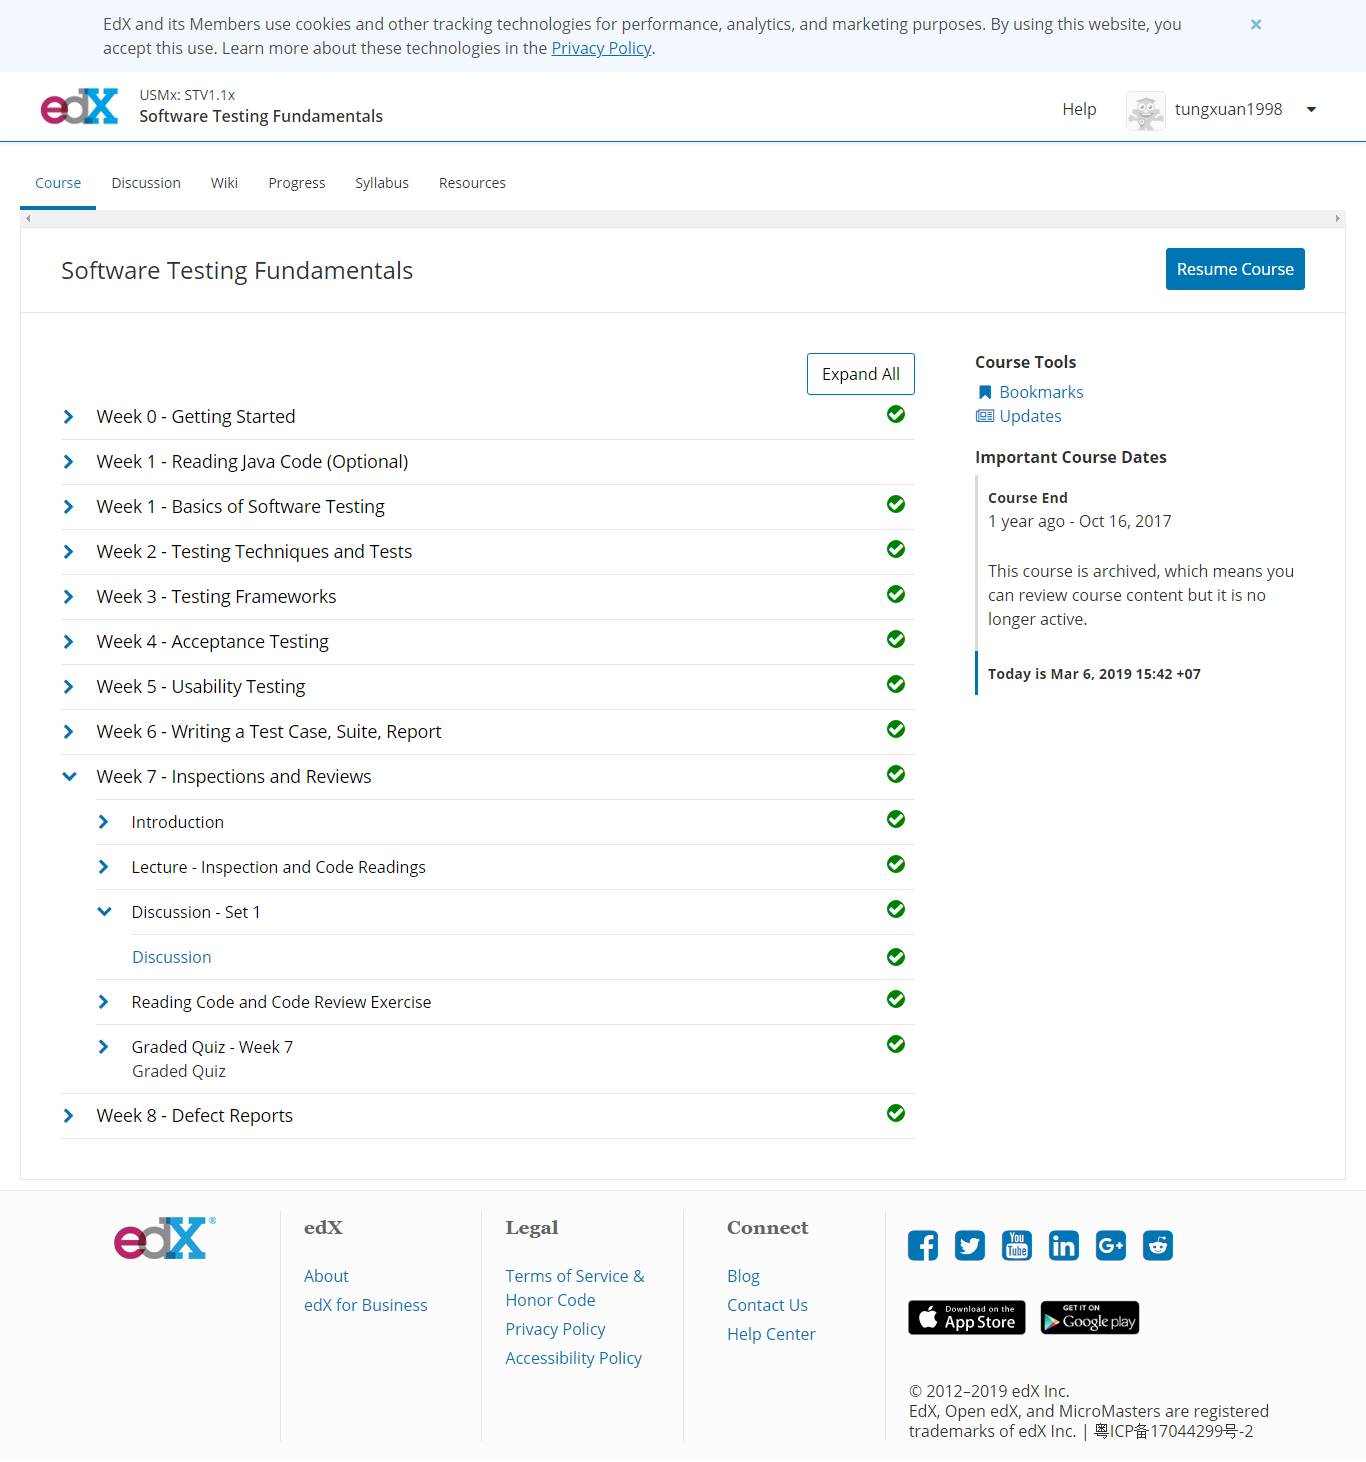 EdX and its Members use cookies and other tracking technologies for performance, analytics, and marketing purposes. By using this website, you
accept this use. Learn more about these technologies in the Privacy Policy.
edX
USMx: STV1.1x
Software Testing Fundamentals
Help
tungxuan1998
Course
Discussion
Wiki
Progress
Syllabus
Resources
Software Testing Fundamentals
Resume Course
Expand All
Week 0 - Getting Started
Week 1 - Reading Java Code (Optional)
Week 1 - Basics of Software Testing
Week 2 - Testing Techniques and Tests
Week 3 - Testing Frameworks
Week 4 - Acceptance Testing
Week 5 - Usability Testing
Week 6 - Writing a Test Case, Suite, Report
Week 7 - Inspections and Reviews
Introduction
Lecture - Inspection and Code Readings
Discussion - Set 1
Discussion
Reading Code and Code Review Exercise
Graded Quiz - Week 7
Graded Quiz
Week 8 - Defect Reports
Course Tools
Bookmarks
Updates
Important Course Dates
Course End
1 year ago - Oct 16, 2017
This course is archived, which means you
can review course content but it is no
longer active.
Today is Mar 6, 2019 15:42 +07
edX®
edX
About
edX for Business
Legal
Terms of Service &
Honor Code
Privacy Policy
Accessibility Policy
Connect
Blog
Contact Us
Help Center
You
Tube
in
G+
Download on the
App Store
GET IT ON
Google play
© 2012–2019 edX Inc.
EdX, Open edX, and MicroMasters are registered
trademarks of edX Inc. | 粤ICP备17044299号-2